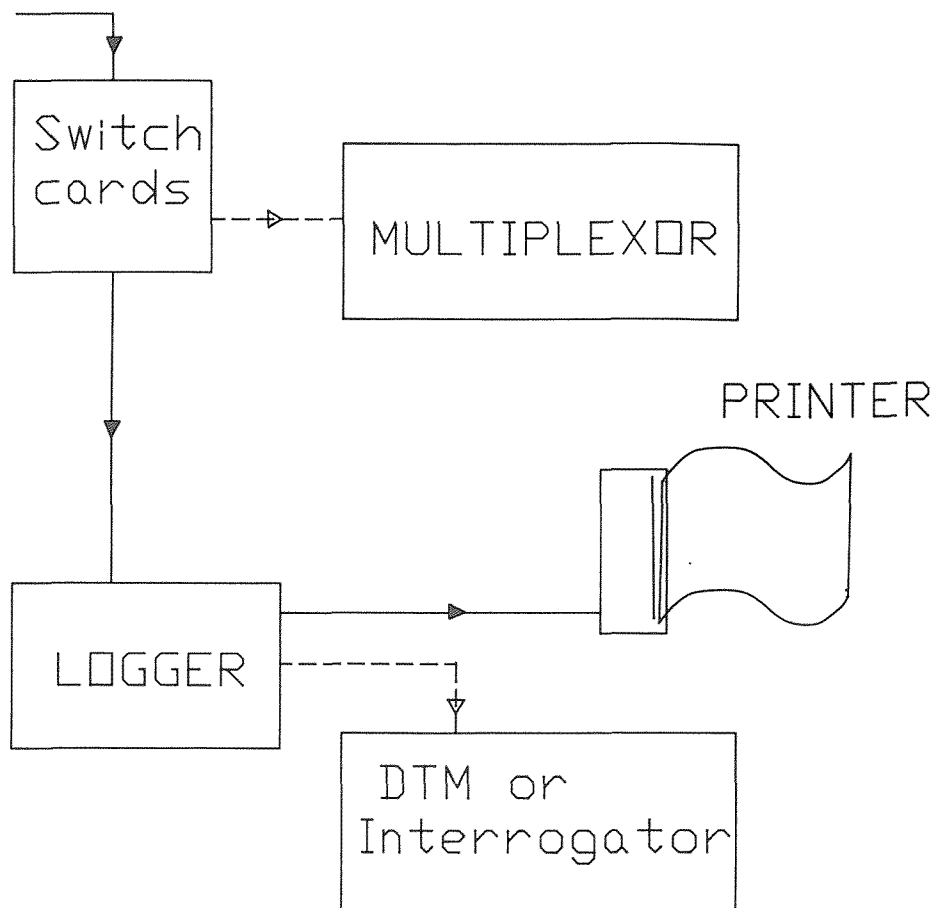 Switch
cards
MULTIPLEXOR
PRINTER
LOGGER
DTM or
Interrogator